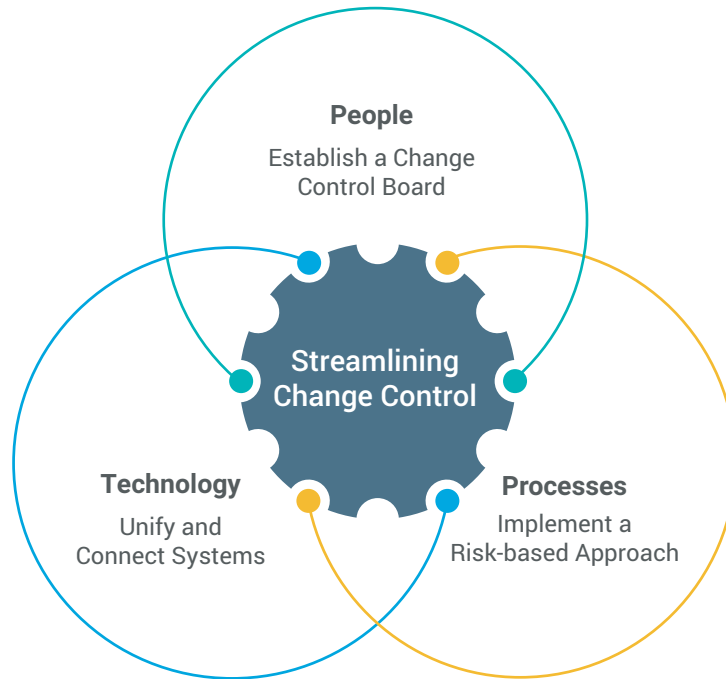 People
Establish a Change
Control Board
Streamlining
Change Control
Technology
Unify and
Connect Systems
Processes
Implement a
Risk-based Approach